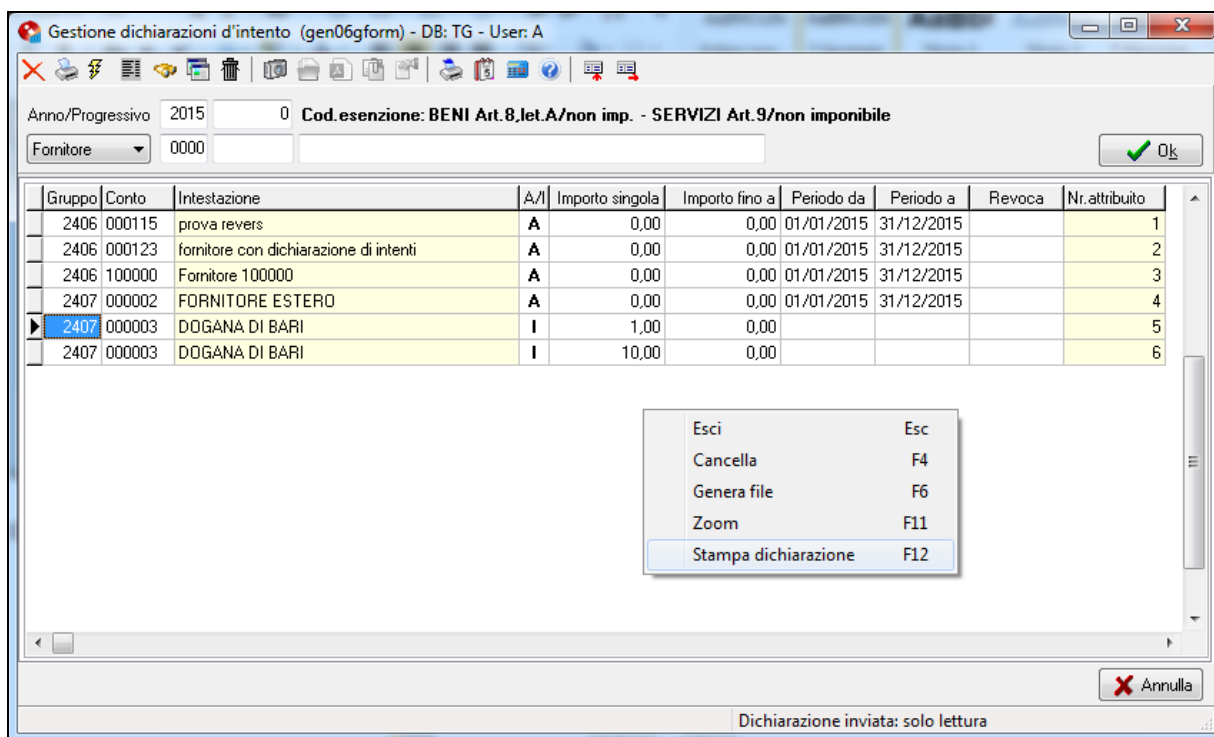 Gestione dichiarazioni d'intento (gen06gform) - DB: TG - User: A
Anno/Progressivo 2015 0 Cod.esenzione: BENI Art.8,let.A/non imp. - SERVIZI Art.9/non imponibile
Fornitore 0000 Ok
Gruppo Conto Intestazione A/I Importo singola Importo fino a Periodo da Periodo a Revoca Nr.attribuito
2406 000115 prova revers A 0,00 0,00 01/01/2015 31/12/2015 1
2406 000123 fornitore con dichiarazione di intenti A 0,00 0,00 01/01/2015 31/12/2015 2
2406 100000 Fornitore 100000 A 0,00 0,00 01/01/2015 31/12/2015 3
2407 000002 FORNITORE ESTERO A 0,00 0,00 01/01/2015 31/12/2015 4
2407 000003 DOGANA DI BARI I 1,00 0,00 5
2407 000003 DOGANA DI BARI I 10,00 0,00 6
Esci Esc
Cancella F4
Genera file F6
Zoom F11
Stampa dichiarazione F12
Annulla
Dichiarazione inviata: solo lettura